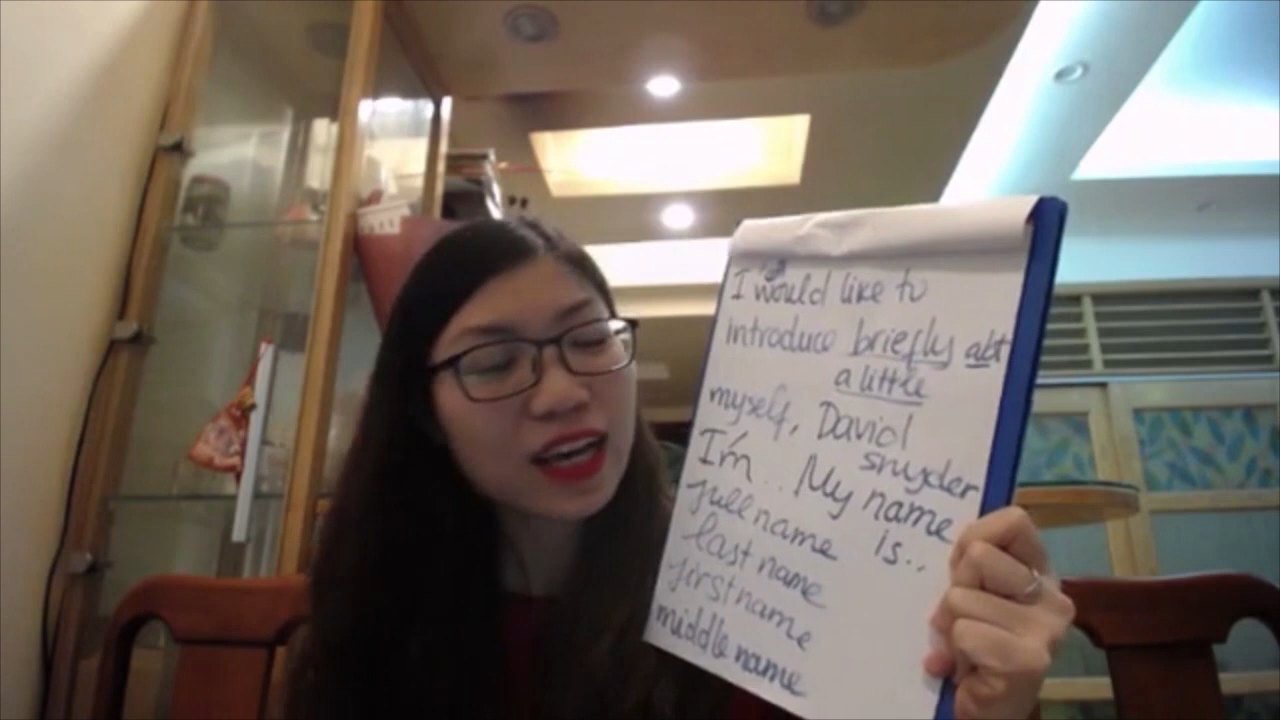 I would like to
introduce briefly abt
a little
myself, David
snyder
I'm .. My name
is..
full name
last name
first name
middle name